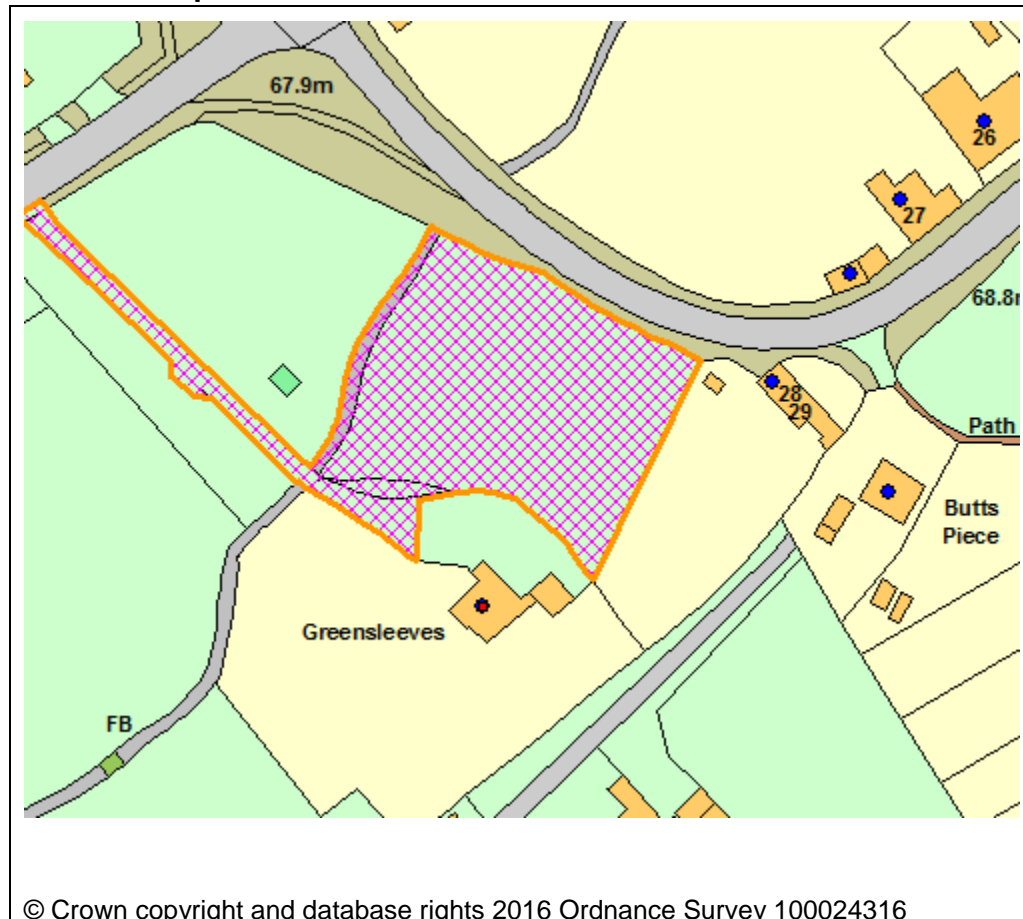 67.9m
26
27
68.8m
28
29
Path
Butts
Piece
Greensleeves
FB
© Crown copyright and database rights 2016 Ordnance Survey 100024316